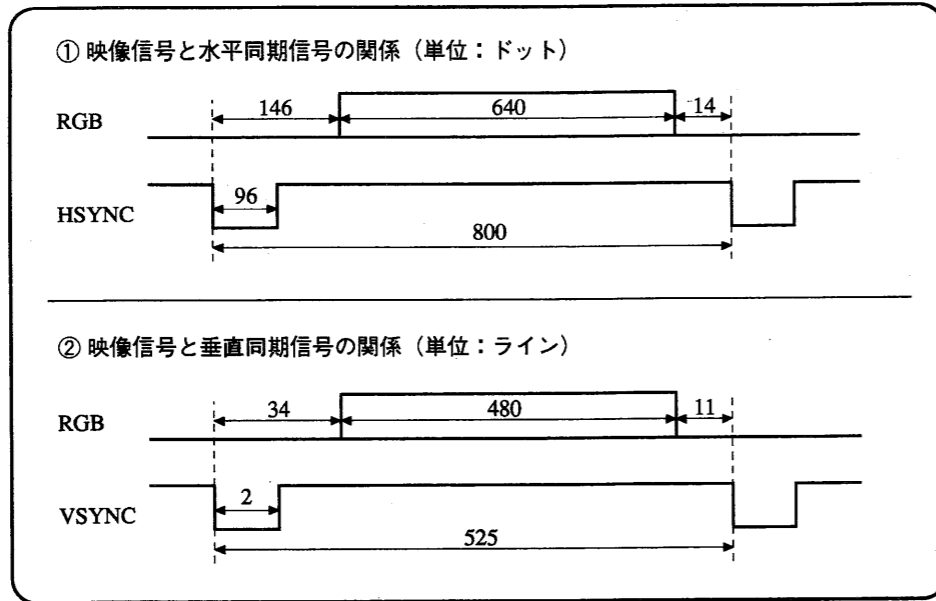 ① 映像信号と水平同期信号の関係（単位：ドット）
146
640
14
RGB
96
HSYNC
800
② 映像信号と垂直同期信号の関係（単位：ライン）
34
480
11
RGB
2
VSYNC
525